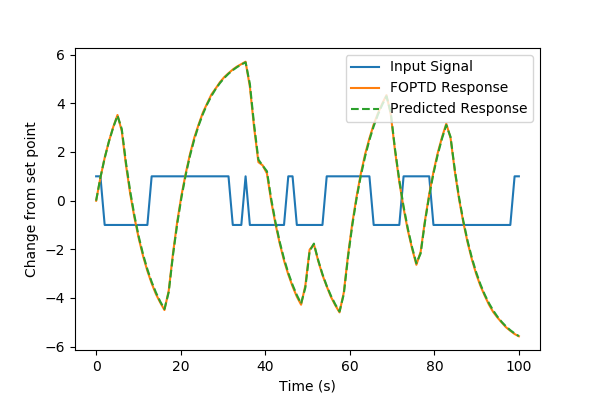 Input Signal
FOPTD Response
Predicted Response
Change from set point
6
4
2
0
−2
−4
−6
0 20 40 60 80 100
Time (s)